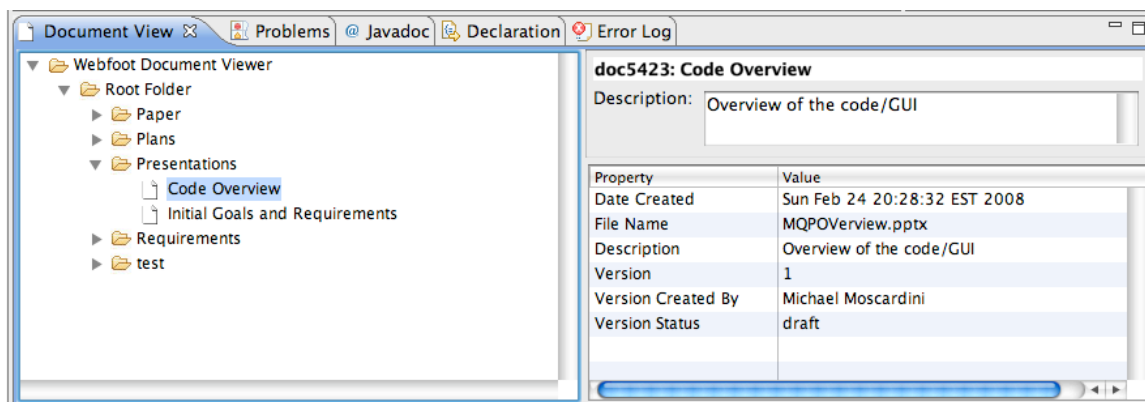 Document View Problems @ Javadoc Declaration Error Log
Webfoot Document Viewer
Root Folder
Paper
Plans
Presentations
Code Overview
Initial Goals and Requirements
Requirements
test
doc5423: Code Overview
Description: Overview of the code/GUI
Property Value
Date Created Sun Feb 24 20:28:32 EST 2008
File Name MQPOVerview.pptx
Description Overview of the code/GUI
Version 1
Version Created By Michael Moscardini
Version Status draft